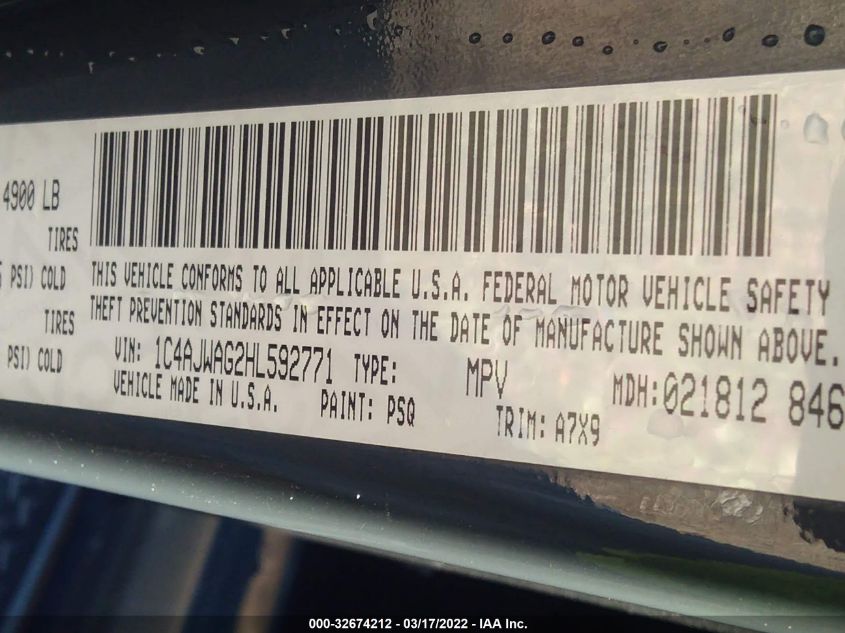 4900 LB
TIRES
PSI) COLD
TIRES
PSI) COLD
THIS VEHICLE CONFORMS TO ALL APPLICABLE U.S.A. FEDERAL MOTOR VEHICLE SAFETY
THEFT PREVENTION STANDARDS IN EFFECT ON THE DATE OF MANUFACTURE SHOWN ABOVE.
VIN: 1C4AJWAG2HL592771 TYPE: MPV MDH:021812 846
VEHICLE MADE IN U.S.A. PAINT: PSQ TRIM: A7X9
000-32674212 - 03/17/2022 - IAA Inc.